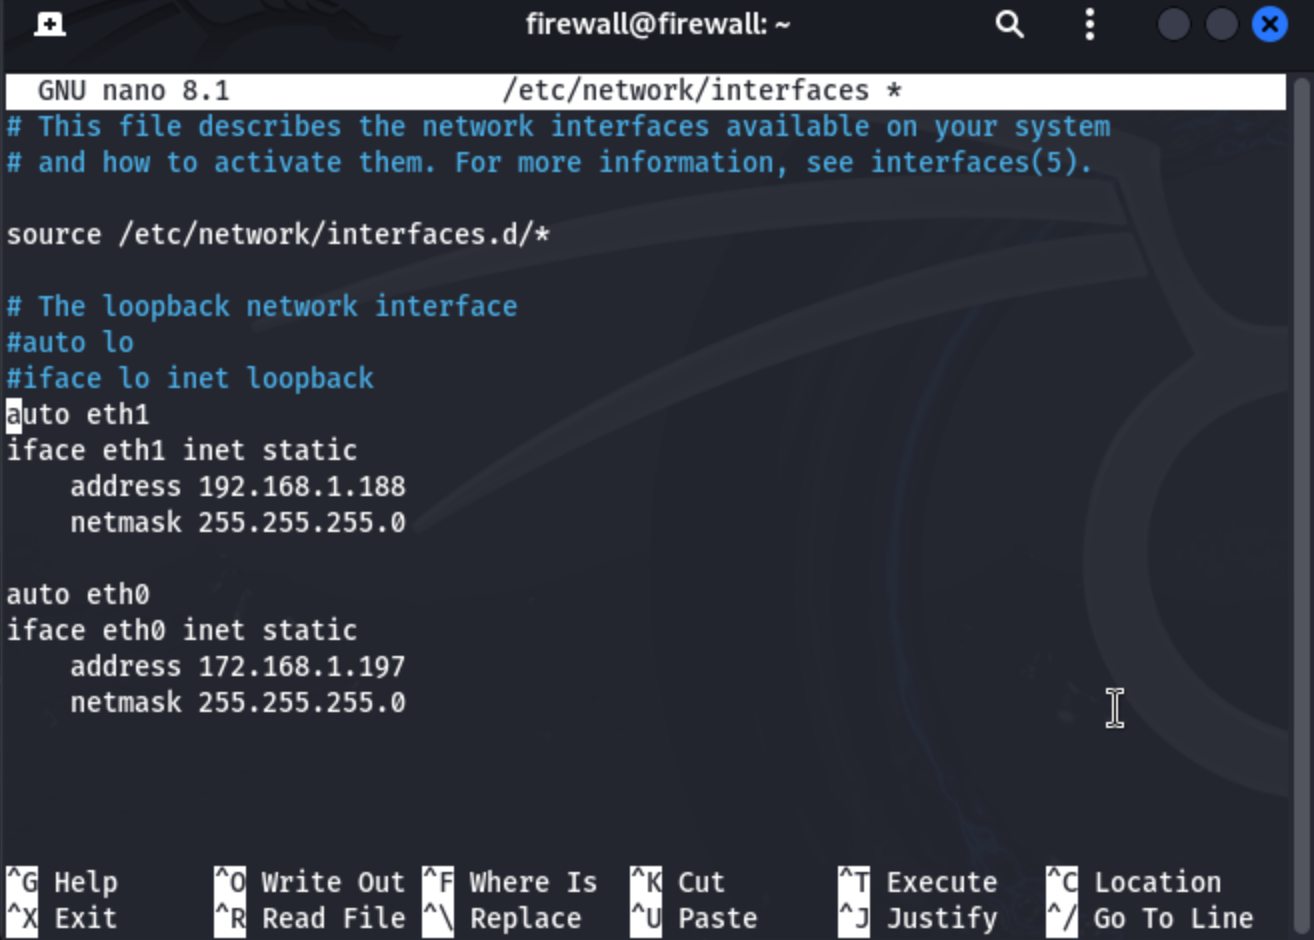 firewall@firewall: ~
GNU nano 8.1 /etc/network/interfaces *
# This file describes the network interfaces available on your system
# and how to activate them. For more information, see interfaces(5).
source /etc/network/interfaces.d/*
# The loopback network interface
#auto lo
#iface lo inet loopback
auto eth1
iface eth1 inet static
    address 192.168.1.188
    netmask 255.255.255.0
auto eth0
iface eth0 inet static
    address 172.168.1.197
    netmask 255.255.255.0
^G Help ^O Write Out ^F Where Is ^K Cut ^T Execute ^C Location
^X Exit ^R Read File ^\ Replace ^U Paste ^J Justify ^/ Go To Line